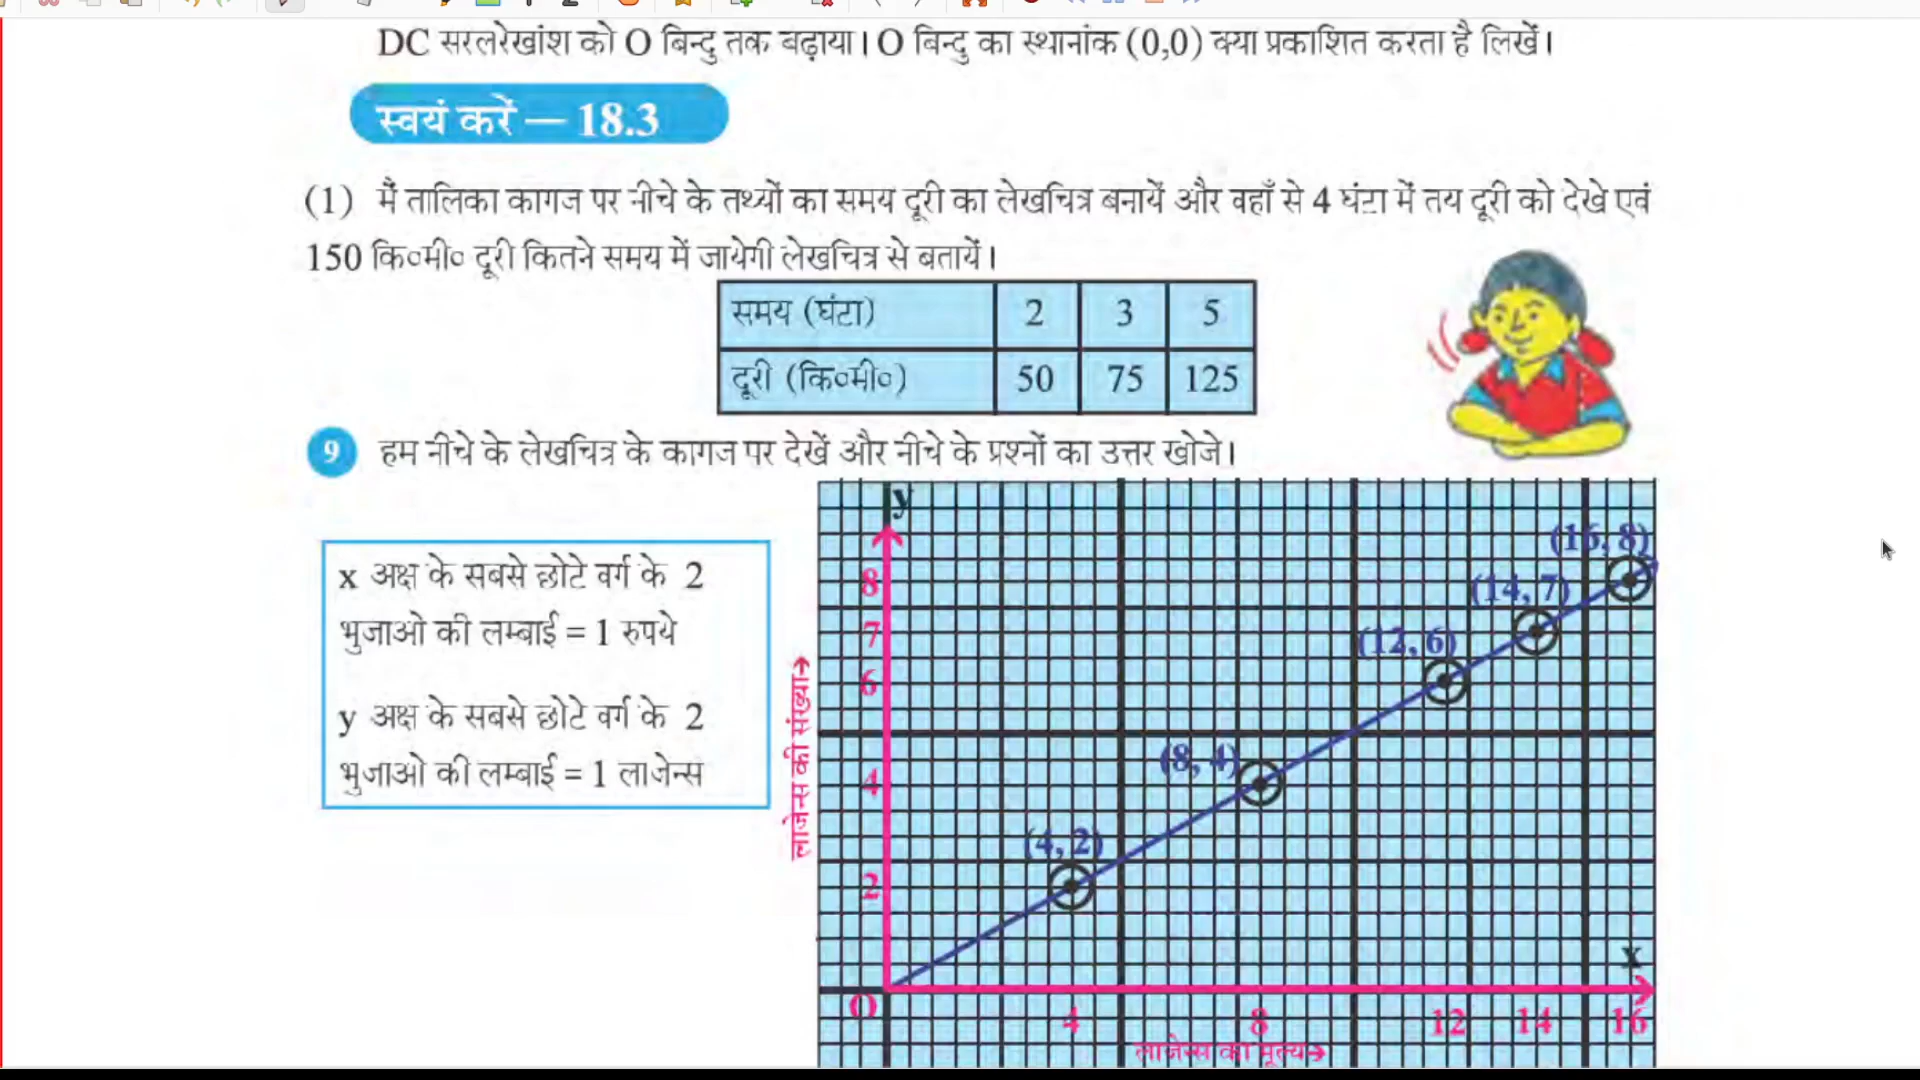 DC सरलरेखांश को O बिन्दु तक बढ़ाया। O बिन्दु का स्थानांक (0,0) क्या प्रकाशित करता है लिखें।
स्वयं करें — 18.3
(1) मैं तालिका कागज पर नीचे के तथ्यों का समय दूरी का लेखचित्र बनायें और वहाँ से 4 घंटा में तय दूरी को देखे एवं
150 कि०मी० दूरी कितने समय में जायेगी लेखचित्र से बतायें।
समय (घंटा) 2 3 5
दूरी (कि०मी०) 50 75 125
9 हम नीचे के लेखचित्र के कागज पर देखें और नीचे के प्रश्नों का उत्तर खोजे।
x अक्ष के सबसे छोटे वर्ग के 2
भुजाओ की लम्बाई = 1 रुपये
y अक्ष के सबसे छोटे वर्ग के 2
भुजाओ की लम्बाई = 1 लाजेन्स
y
(16, 8)
8
(14, 7)
7
(12, 6)
6
लाजेन्स की संख्या→
(8, 4)
4
(4, 2)
2
x
O
4 8 12 14 16
लाजेन्स का मूल्य→